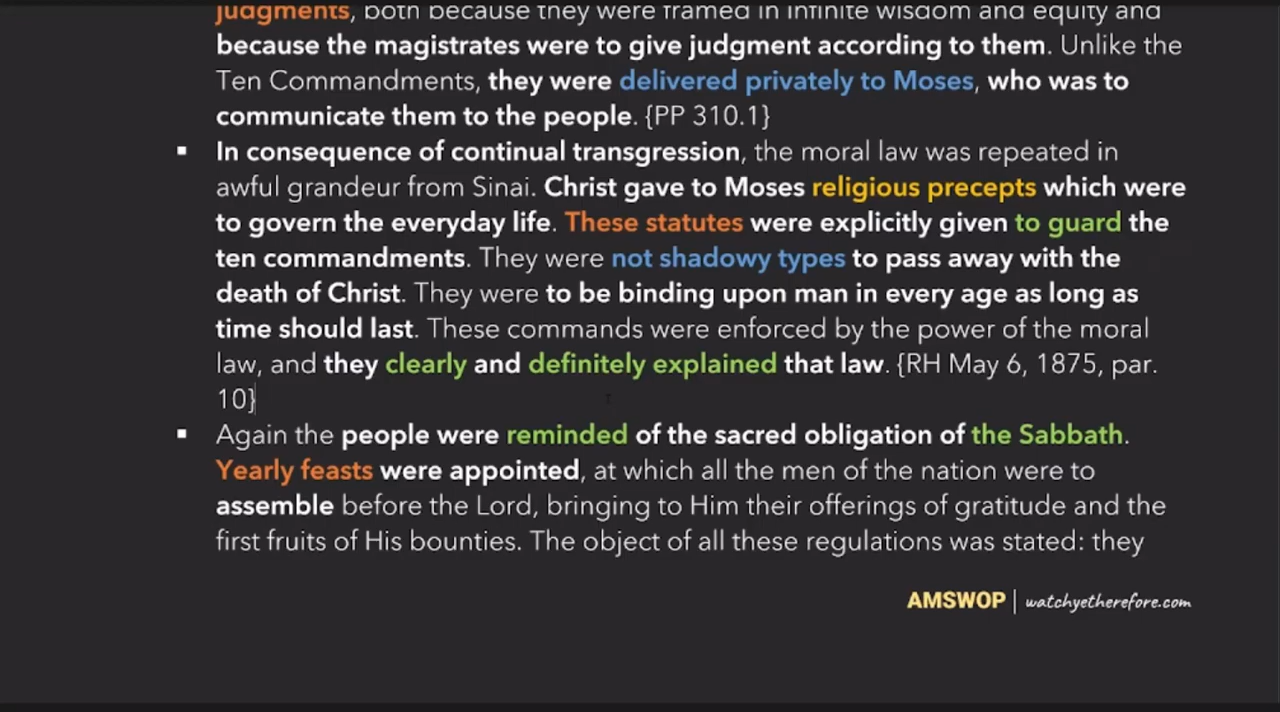 judgments, both because they were framed in infinite wisdom and equity and
because the magistrates were to give judgment according to them. Unlike the
Ten Commandments, they were delivered privately to Moses, who was to
communicate them to the people. {PP 310.1}
▪ In consequence of continual transgression, the moral law was repeated in
awful grandeur from Sinai. Christ gave to Moses religious precepts which were
to govern the everyday life. These statutes were explicitly given to guard the
ten commandments. They were not shadowy types to pass away with the
death of Christ. They were to be binding upon man in every age as long as
time should last. These commands were enforced by the power of the moral
law, and they clearly and definitely explained that law. {RH May 6, 1875, par.
10}
▪ Again the people were reminded of the sacred obligation of the Sabbath.
Yearly feasts were appointed, at which all the men of the nation were to
assemble before the Lord, bringing to Him their offerings of gratitude and the
first fruits of His bounties. The object of all these regulations was stated: they
AMSWOP | watchyetherefore.com